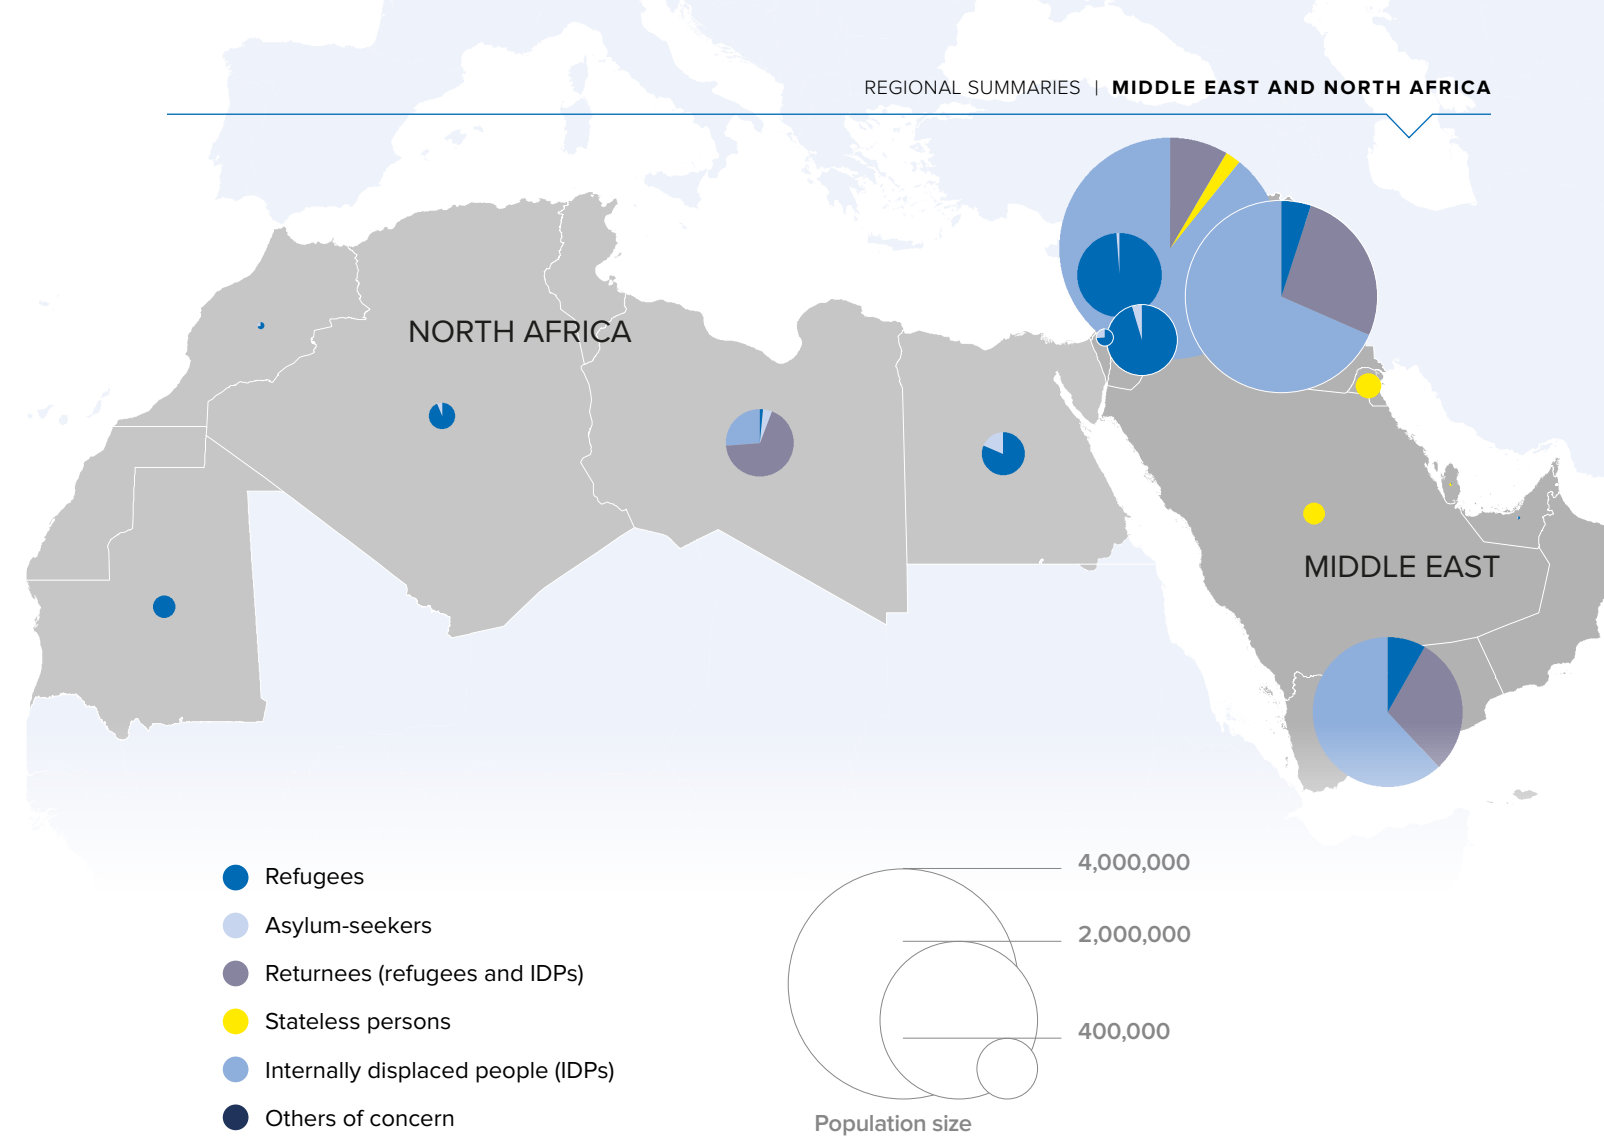 REGIONAL SUMMARIES | MIDDLE EAST AND NORTH AFRICA
NORTH AFRICA
MIDDLE EAST
Refugees
Asylum-seekers
Returnees (refugees and IDPs)
Stateless persons
Internally displaced people (IDPs)
Others of concern
4,000,000
2,000,000
400,000
Population size